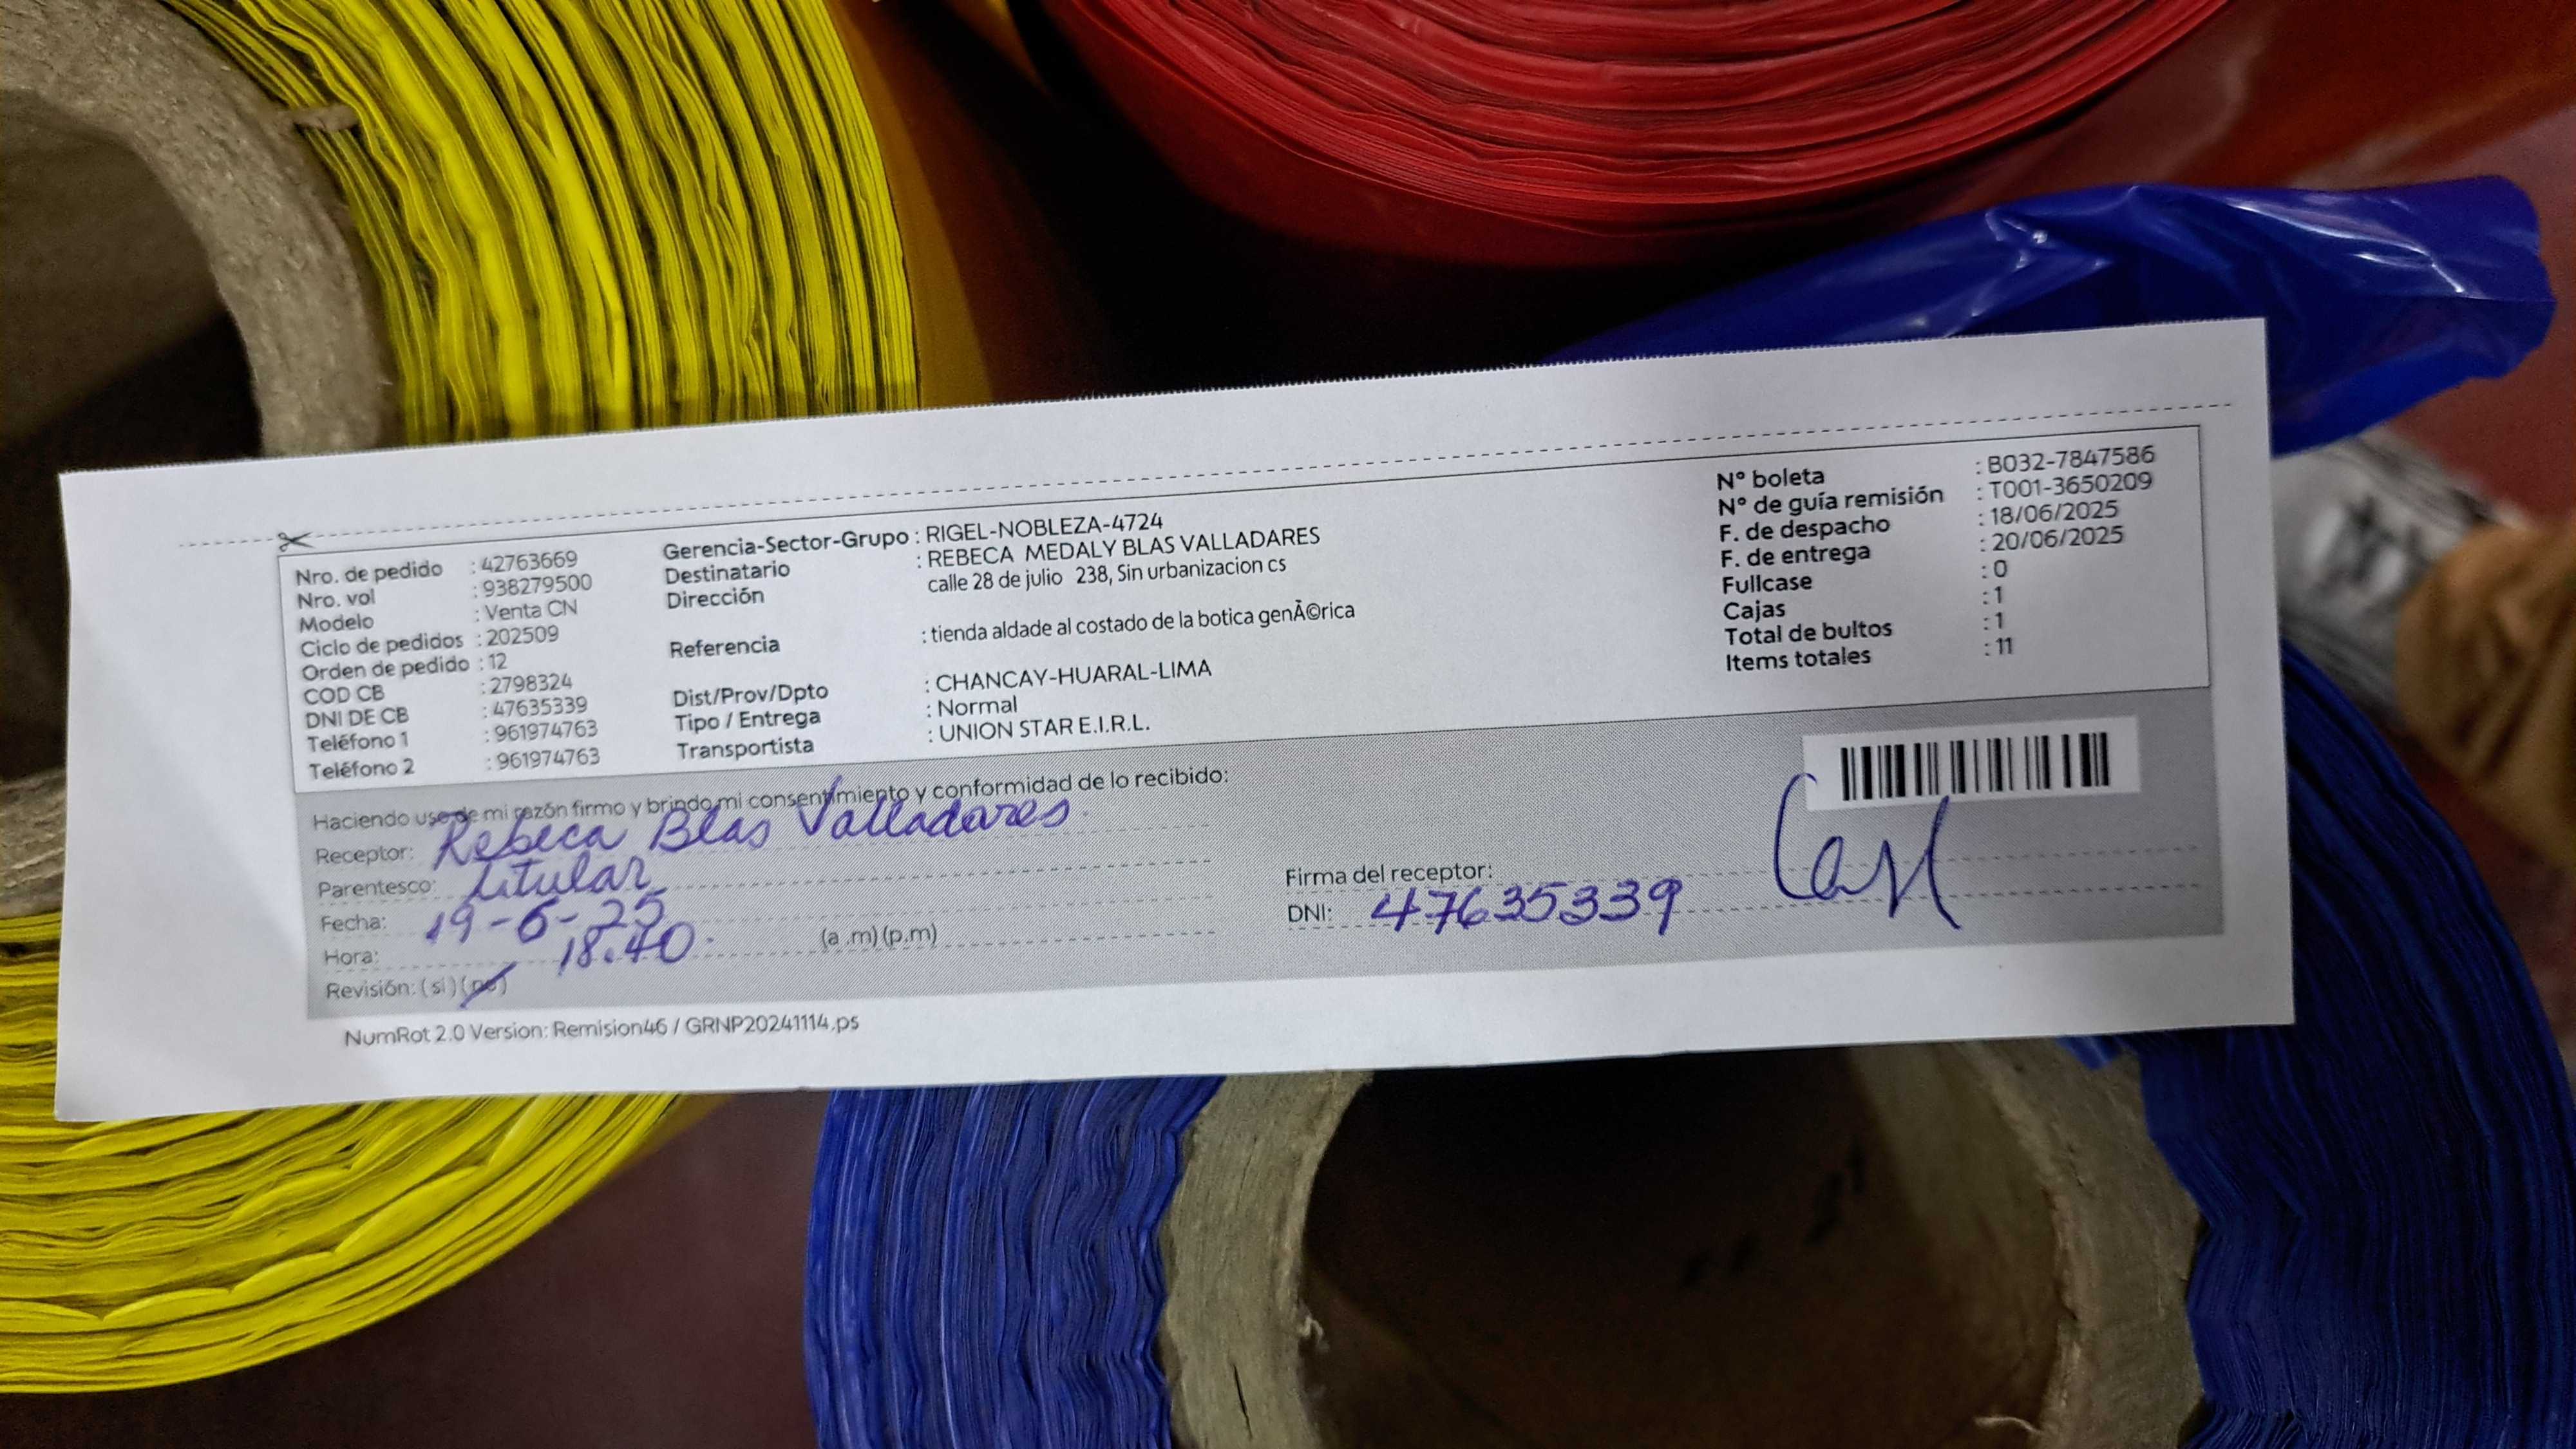 Nro. de pedido : 42763669
Nro. vol : 938279500
Modelo : Venta CN
Ciclo de pedidos : 202509
Orden de pedido : 12
COD CB : 2798324
DNI DE CB : 47635339
Teléfono 1 : 961974763
Teléfono 2 : 961974763
Gerencia-Sector-Grupo : RIGEL-NOBLEZA-4724
Destinatario : REBECA MEDALY BLAS VALLADARES
Dirección calle 28 de julio 238, Sin urbanizacion cs
Referencia : tienda aldade al costado de la botica genÃ©rica
Dist/Prov/Dpto : CHANCAY-HUARAL-LIMA
Tipo / Entrega : Normal
Transportista : UNION STAR E.I.R.L.
N° boleta : B032-7847586
N° de guía remisión : T001-3650209
F. de despacho : 18/06/2025
F. de entrega : 20/06/2025
Fullcase : 0
Cajas : 1
Total de bultos : 1
Items totales : 11
Haciendo uso de mi razón firmo y brindo mi consentimiento y conformidad de lo recibido:
Receptor: Rebeca Blas Valladares
Parentesco: titular
Fecha: 19-6-25
Hora: 18:40 (a.m) (p.m)
Revisión: (si) (no)
Firma del receptor:
DNI: 47635339
NumRot 2.0 Version: Remision46 / GRNP20241114.ps